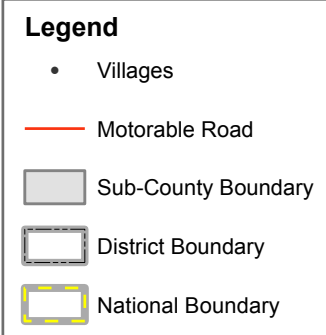 Legend
Villages
Motorable Road
Sub-County Boundary
District Boundary
National Boundary